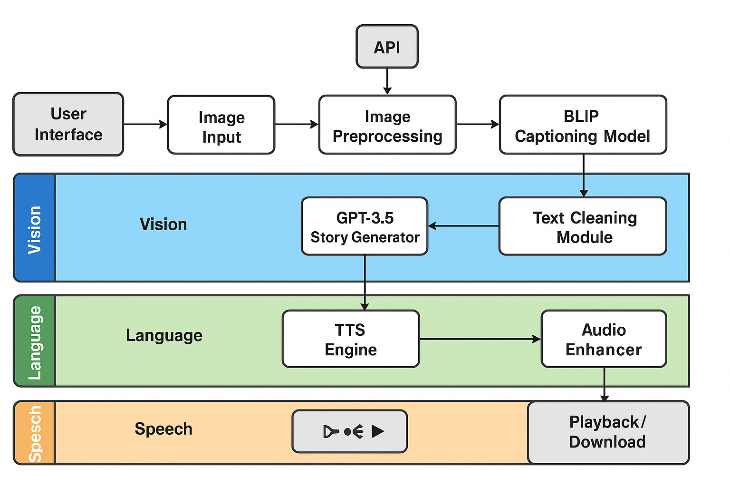 API
User
Interface
Image
Input
Image
Preprocessing
BLIP
Captioning Model
Vision
Vision
GPT-3.5
Story Generator
Text Cleaning
Module
Language
Language
TTS
Engine
Audio
Enhancer
Spesch
Speech
Playback/
Download